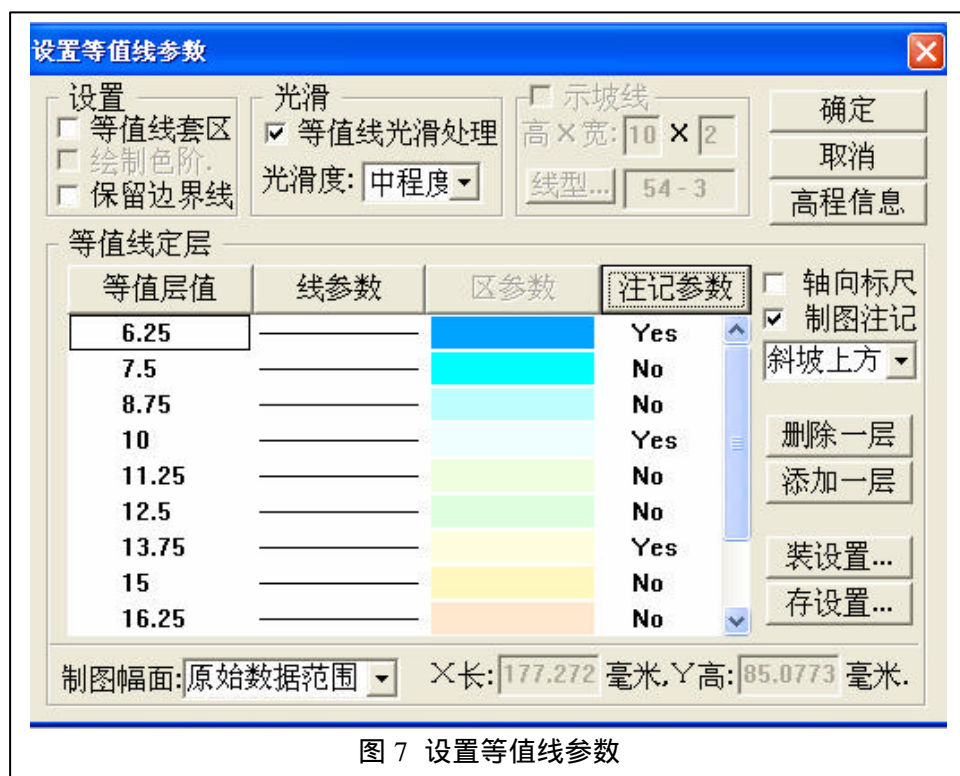 设置等值线参数
设置
等值线套区
绘制色阶.
保留边界线
光滑
等值线光滑处理
光滑度: 中程度
示坡线
高×宽: 10 × 2
线型... 54-3
确定
取消
高程信息
等值线定层
等值层值 线参数 区参数 注记参数
6.25 Yes
7.5 No
8.75 No
10 Yes
11.25 No
12.5 No
13.75 Yes
15 No
16.25 No
轴向标尺
制图注记
斜坡上方
删除一层
添加一层
装设置...
存设置...
制图幅面:原始数据范围 X长:177.272 毫米,Y高:85.0773 毫米.
图 7 设置等值线参数